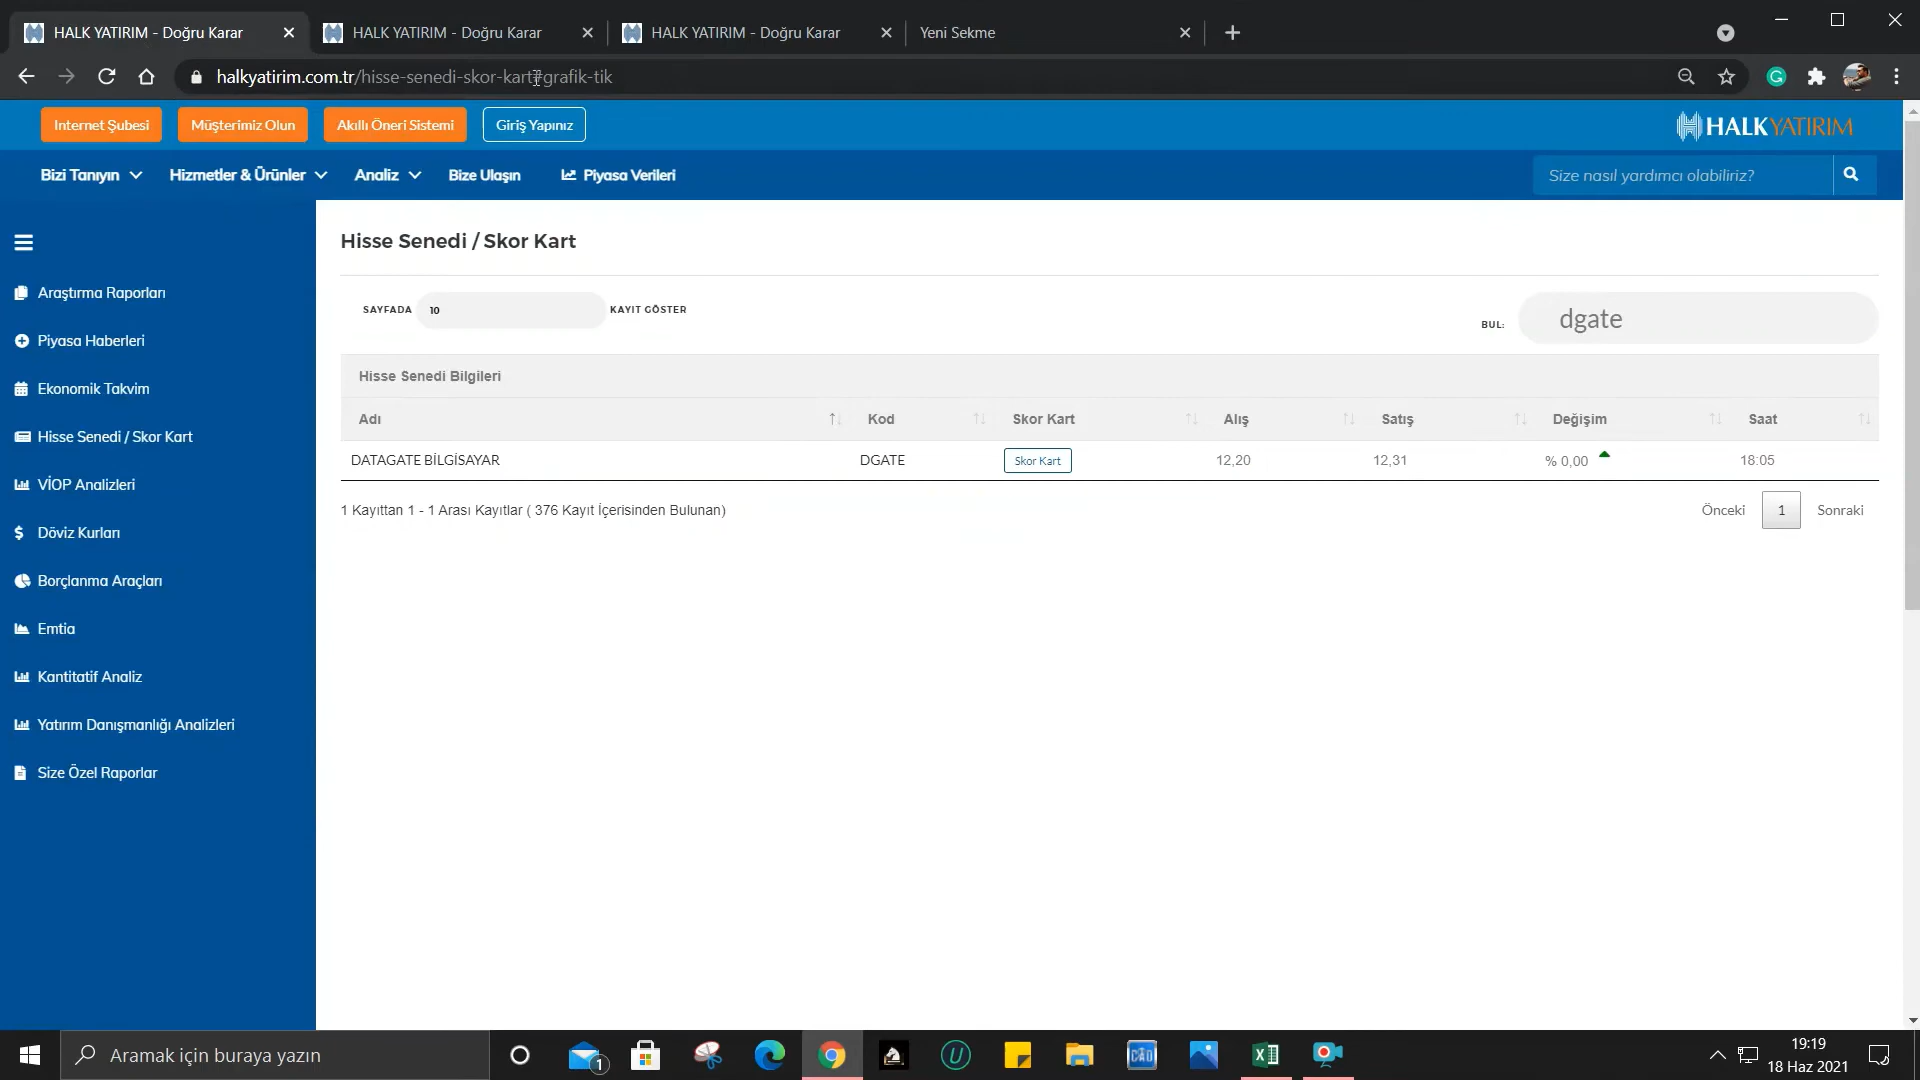 HALK YATIRIM - Doğru Karar
HALK YATIRIM - Doğru Karar
HALK YATIRIM - Doğru Karar
Yeni Sekme
halkyatirim.com.tr/hisse-senedi-skor-kart#grafik-tik
Internet Şubesi
Müşterimiz Olun
Akıllı Öneri Sistemi
Giriş Yapınız
HALKYATIRIM
Bizi Tanıyın
Hizmetler & Ürünler
Analiz
Bize Ulaşın
Piyasa Verileri
Size nasıl yardımcı olabiliriz?
Araştırma Raporları
Piyasa Haberleri
Ekonomik Takvim
Hisse Senedi / Skor Kart
VİOP Analizleri
Döviz Kurları
Borçlanma Araçları
Emtia
Kantitatif Analiz
Yatırım Danışmanlığı Analizleri
Size Özel Raporlar
Hisse Senedi / Skor Kart
SAYFADA 10 KAYIT GÖSTER
BUL: dgate
Hisse Senedi Bilgileri
Adı Kod Skor Kart Alış Satış Değişim Saat
DATAGATE BİLGİSAYAR DGATE Skor Kart 12,20 12,31 % 0,00 18:05
1 Kayıttan 1 - 1 Arası Kayıtlar ( 376 Kayıt İçerisinden Bulunan)
Önceki 1 Sonraki
Aramak için buraya yazın
1
CAD
19:19
18 Haz 2021